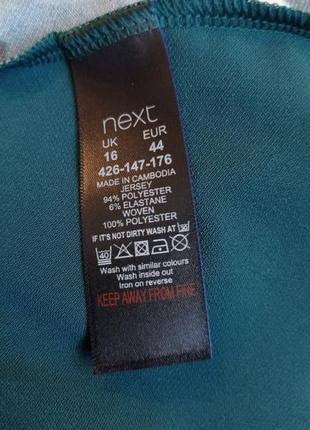 next
UK EUR
16 44
426-147-176
MADE IN CAMBODIA
JERSEY
94% POLYESTER
6% ELASTANE
WOVEN
100% POLYESTER
IF IT'S NOT DIRTY WASH AT 30
40
Wash with similar colours
Wash inside out
Iron on reverse
KEEP AWAY FROM FIRE